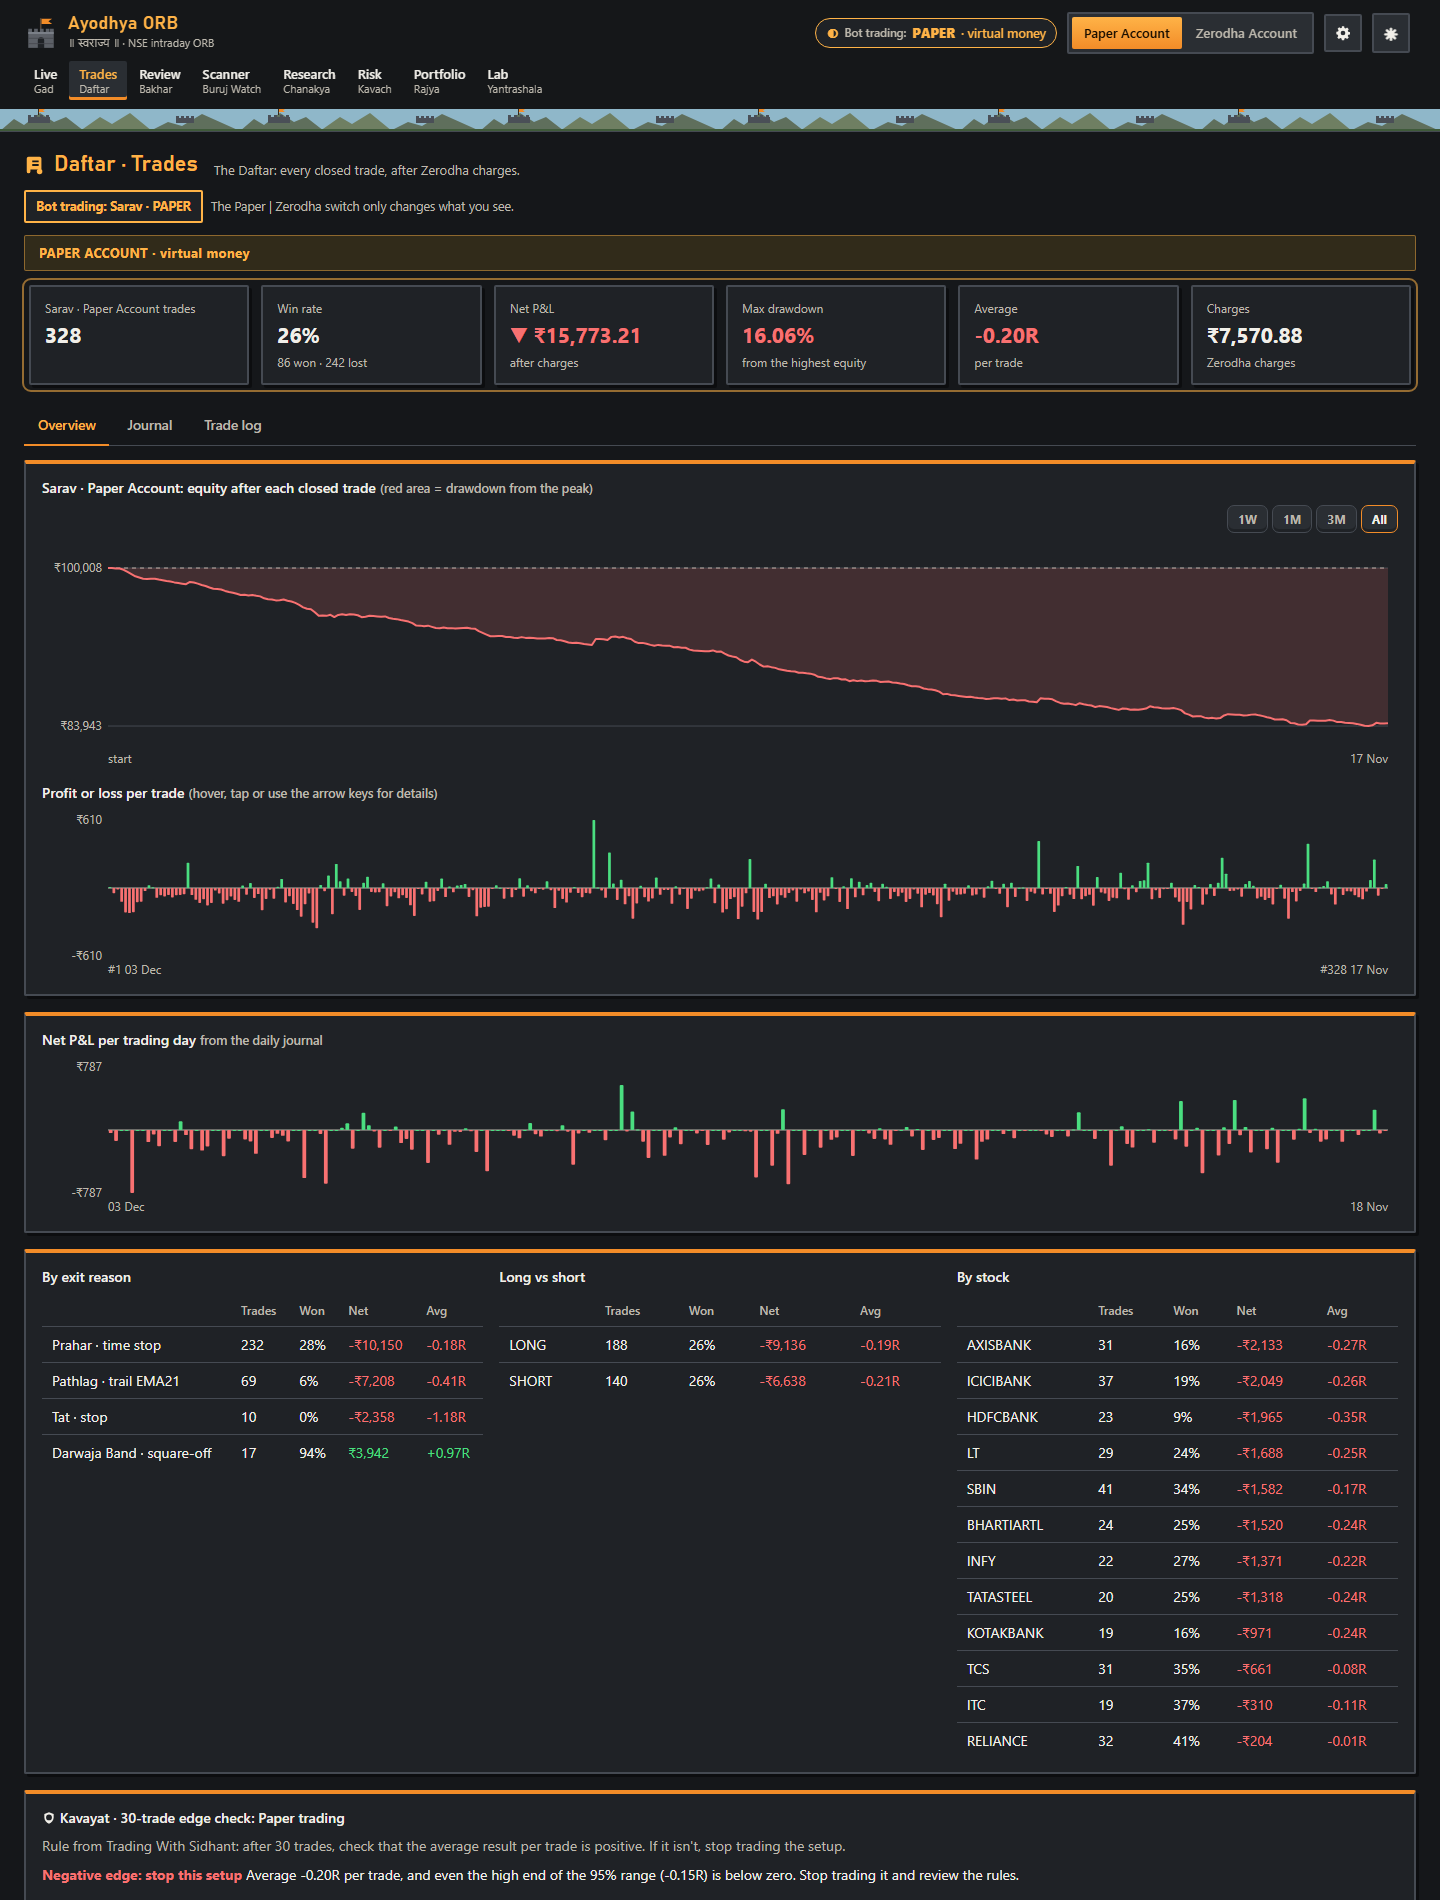 Ayodhya ORB
॥ स्वराज्य ॥ · NSE intraday ORB
Bot trading: PAPER · virtual money
Paper Account
Zerodha Account
Live
Gad
Trades
Daftar
Review
Bakhar
Scanner
Buruj Watch
Research
Chanakya
Risk
Kavach
Portfolio
Rajya
Lab
Yantrashala
Daftar · Trades
The Daftar: every closed trade, after Zerodha charges.
Bot trading: Sarav · PAPER
The Paper | Zerodha switch only changes what you see.
PAPER ACCOUNT · virtual money
Sarav · Paper Account trades
328
Win rate
26%
86 won · 242 lost
Net P&L
▼ ₹15,773.21
after charges
Max drawdown
16.06%
from the highest equity
Average
-0.20R
per trade
Charges
₹7,570.88
Zerodha charges
Overview
Journal
Trade log
Sarav · Paper Account: equity after each closed trade (red area = drawdown from the peak)
1W
1M
3M
All
₹100,008
₹83,943
start
17 Nov
Profit or loss per trade (hover, tap or use the arrow keys for details)
₹610
-₹610
#1 03 Dec
#328 17 Nov
Net P&L per trading day from the daily journal
₹787
-₹787
03 Dec
18 Nov
By exit reason
Trades Won Net Avg
Prahar · time stop 232 28% -₹10,150 -0.18R
Pathlag · trail EMA21 69 6% -₹7,208 -0.41R
Tat · stop 10 0% -₹2,358 -1.18R
Darwaja Band · square-off 17 94% ₹3,942 +0.97R
Long vs short
Trades Won Net Avg
LONG 188 26% -₹9,136 -0.19R
SHORT 140 26% -₹6,638 -0.21R
By stock
Trades Won Net Avg
AXISBANK 31 16% -₹2,133 -0.27R
ICICIBANK 37 19% -₹2,049 -0.26R
HDFCBANK 23 9% -₹1,965 -0.35R
LT 29 24% -₹1,688 -0.25R
SBIN 41 34% -₹1,582 -0.17R
BHARTIARTL 24 25% -₹1,520 -0.24R
INFY 22 27% -₹1,371 -0.22R
TATASTEEL 20 25% -₹1,318 -0.24R
KOTAKBANK 19 16% -₹971 -0.24R
TCS 31 35% -₹661 -0.08R
ITC 19 37% -₹310 -0.11R
RELIANCE 32 41% -₹204 -0.01R
Kavayat · 30-trade edge check: Paper trading
Rule from Trading With Sidhant: after 30 trades, check that the average result per trade is positive. If it isn't, stop trading the setup.
Negative edge: stop this setup Average -0.20R per trade, and even the high end of the 95% range (-0.15R) is below zero. Stop trading it and review the rules.